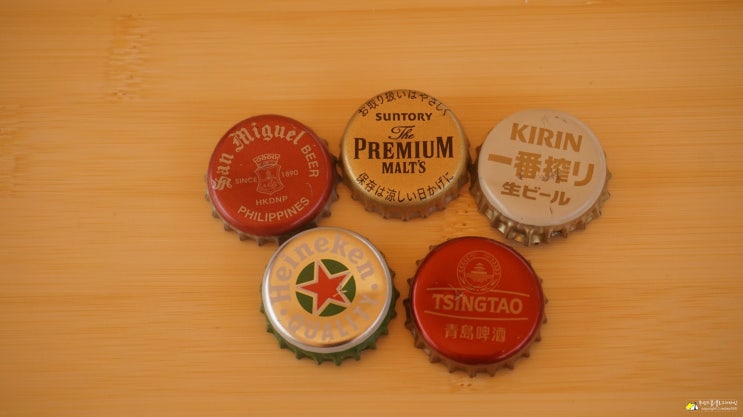 San Miguel
BEER
SINCE 1890
HKDNP
PHILIPPINES
お取り扱いはやさしく
SUNTORY
The
PREMIUM
MALT'S
保存は涼しい日かげに
KIRIN
一番搾り
生ビール
Heineken
QUALITY
TSINGTAO
青島啤酒